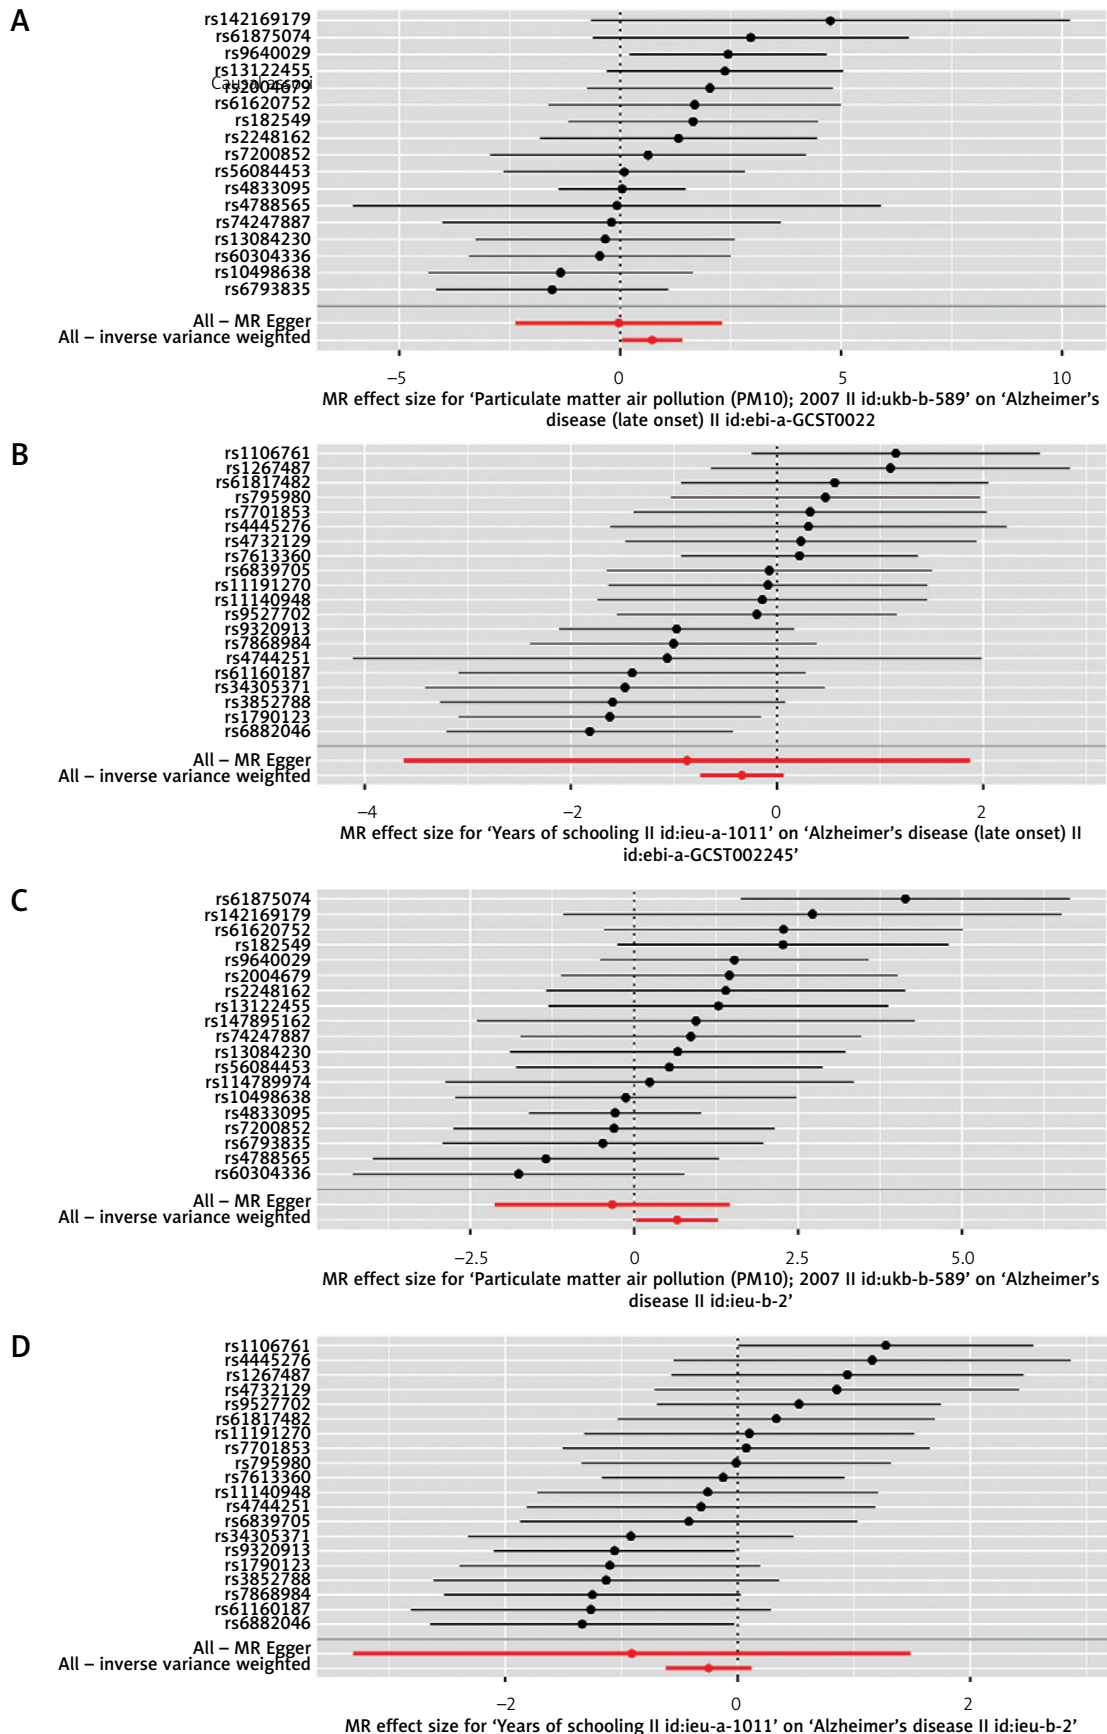 A
rs142169179
rs61875074
rs9640029
rs13122455
rs2004679
rs61620752
rs182549
rs2248162
rs7200852
rs56084453
rs4833095
rs4788565
rs74247887
rs13084230
rs60304336
rs10498638
rs6793835
All – MR Egger
All – inverse variance weighted
–5 0 5 10
MR effect size for ‘Particulate matter air pollution (PM10); 2007 II id:ukb-b-589’ on ‘Alzheimer’s
disease (late onset) II id:ebi-a-GCST0022
B
rs1106761
rs1267487
rs61817482
rs795980
rs7701853
rs4445276
rs4732129
rs7613360
rs6839705
rs11191270
rs11140948
rs9527702
rs9320913
rs7868984
rs4744251
rs61160187
rs34305371
rs3852788
rs1790123
rs6882046
All – MR Egger
All – inverse variance weighted
–4 –2 0 2
MR effect size for ‘Years of schooling II id:ieu-a-1011’ on ‘Alzheimer’s disease (late onset) II
id:ebi-a-GCST002245’
C
rs61875074
rs142169179
rs61620752
rs182549
rs9640029
rs2004679
rs2248162
rs13122455
rs147895162
rs74247887
rs13084230
rs56084453
rs114789974
rs10498638
rs4833095
rs7200852
rs6793835
rs4788565
rs60304336
All – MR Egger
All – inverse variance weighted
–2.5 0 2.5 5.0
MR effect size for ‘Particulate matter air pollution (PM10); 2007 II id:ukb-b-589’ on ‘Alzheimer’s
disease II id:ieu-b-2’
D
rs1106761
rs4445276
rs1267487
rs4732129
rs9527702
rs61817482
rs11191270
rs7701853
rs795980
rs7613360
rs11140948
rs4744251
rs6839705
rs34305371
rs9320913
rs1790123
rs3852788
rs7868984
rs61160187
rs6882046
All – MR Egger
All – inverse variance weighted
–2 0 2
MR effect size for ‘Years of schooling II id:ieu-a-1011’ on ‘Alzheimer’s disease II id:ieu-b-2’